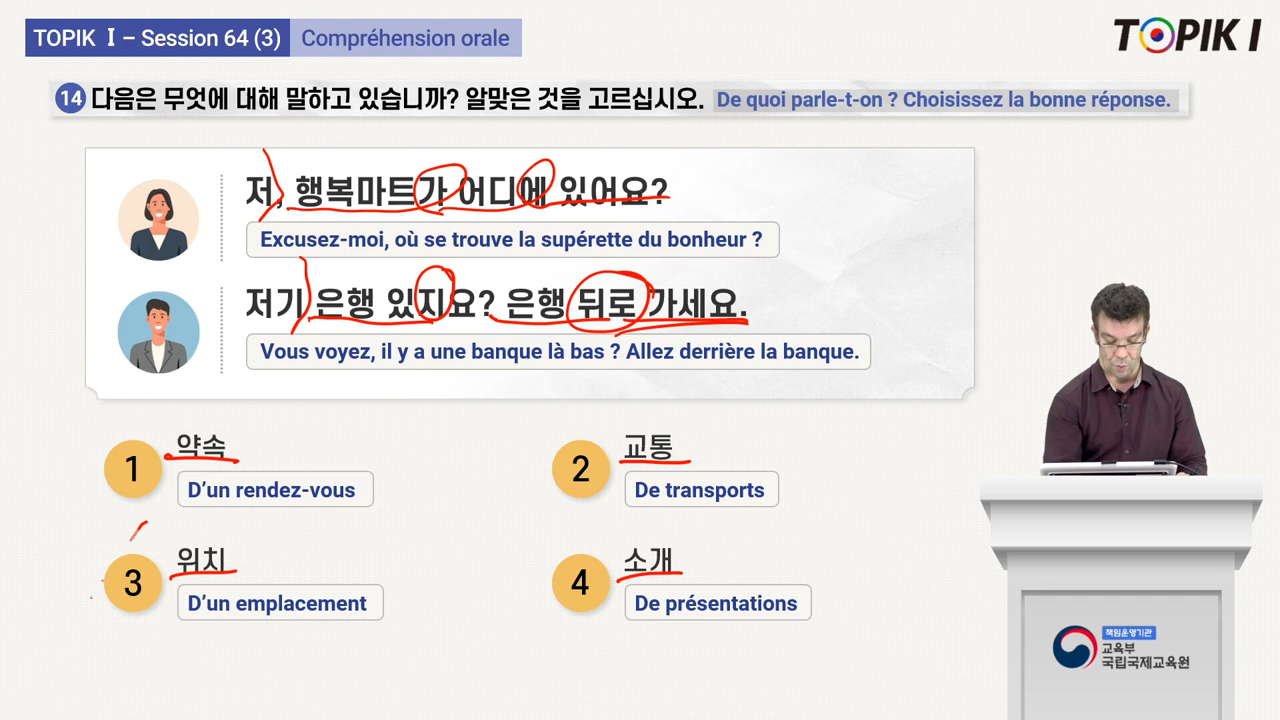 TOPIK Ⅰ – Session 64 (3) Compréhension orale
TOPIK I
14 다음은 무엇에 대해 말하고 있습니까? 알맞은 것을 고르십시오. De quoi parle-t-on ? Choisissez la bonne réponse.
저, 행복마트가 어디에 있어요?
Excusez-moi, où se trouve la supérette du bonheur ?
저기 은행 있지요? 은행 뒤로 가세요.
Vous voyez, il y a une banque là bas ? Allez derrière la banque.
1 약속
D'un rendez-vous
2 교통
De transports
3 위치
D'un emplacement
4 소개
De présentations
책임운영기관
교육부
국립국제교육원